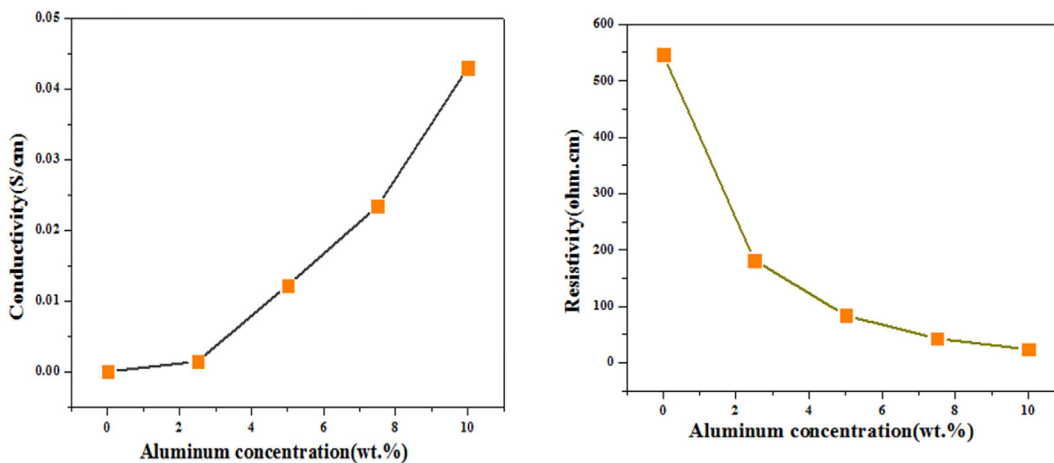 0.05
0.04
0.03
0.02
0.01
0.00
Conductivity(S/cm)
0 2 4 6 8 10
Aluminum concentration(wt.%)
600
500
400
300
200
100
0
Resistivity(ohm.cm)
0 2 4 6 8 10
Aluminum concentration(wt.%)